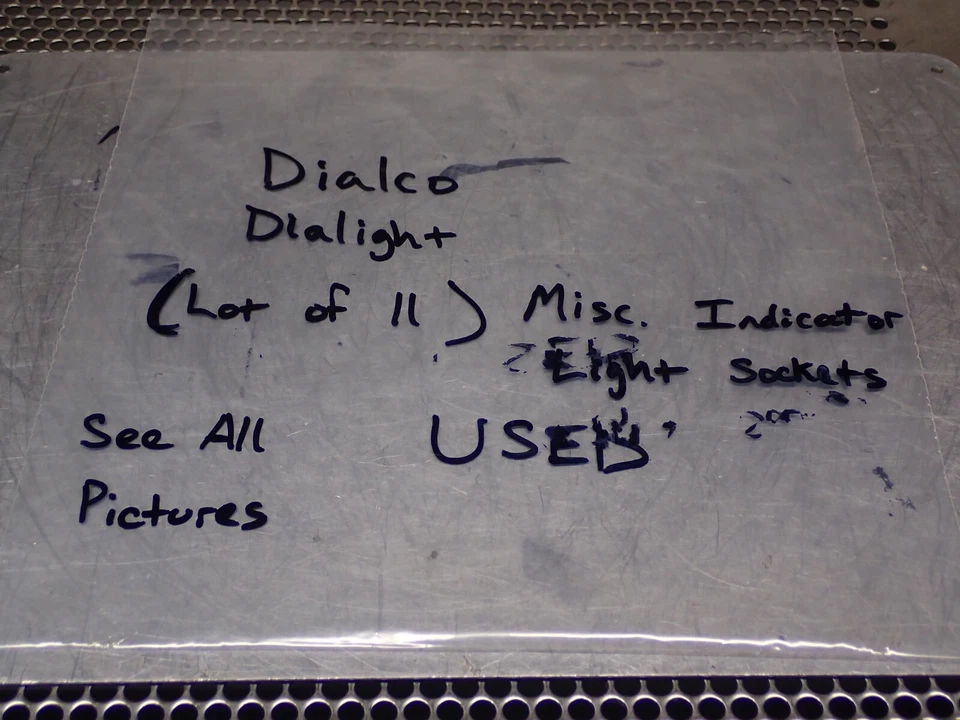 Dialco
Dialight
(Lot of 11) Misc. Indicator
Light Sockets
See All USED
Pictures